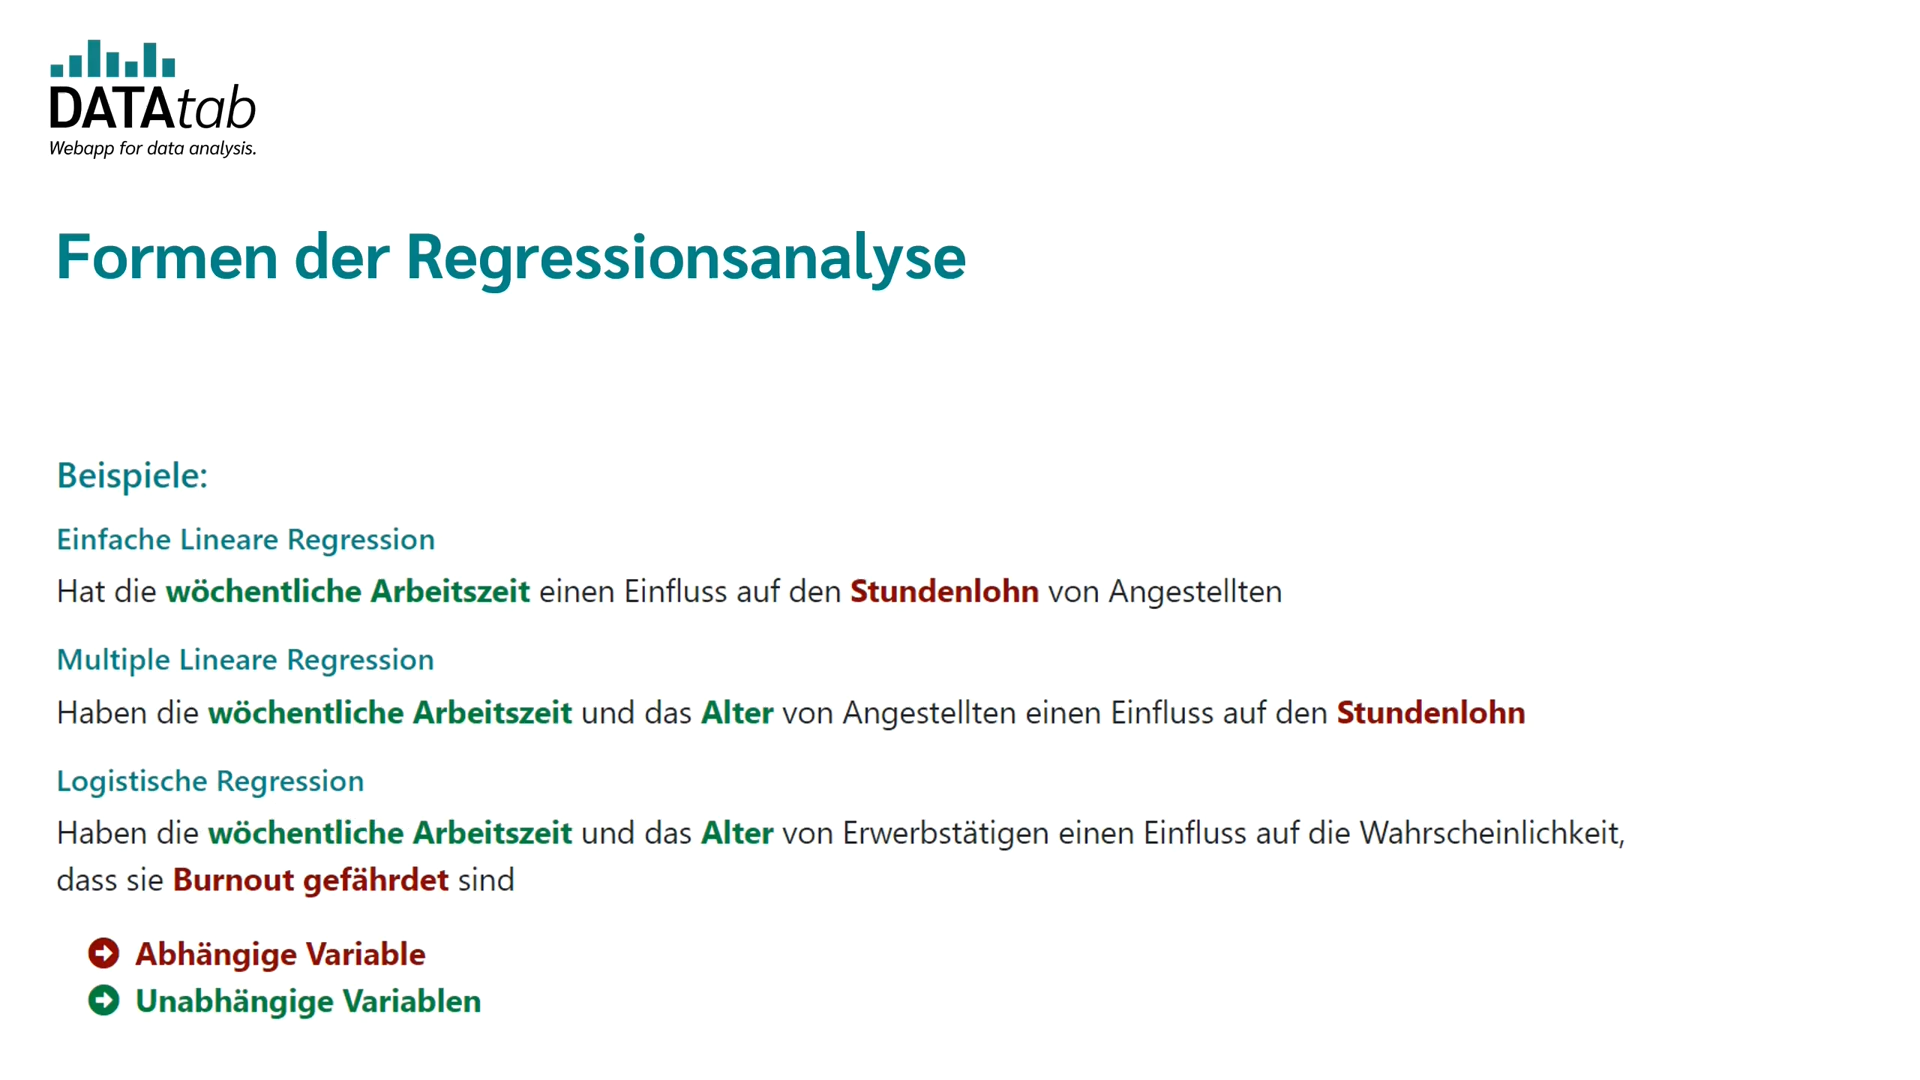 DATAtab
Webapp for data analysis.
Formen der Regressionsanalyse
Beispiele:
Einfache Lineare Regression
Hat die wöchentliche Arbeitszeit einen Einfluss auf den Stundenlohn von Angestellten
Multiple Lineare Regression
Haben die wöchentliche Arbeitszeit und das Alter von Angestellten einen Einfluss auf den Stundenlohn
Logistische Regression
Haben die wöchentliche Arbeitszeit und das Alter von Erwerbstätigen einen Einfluss auf die Wahrscheinlichkeit,
dass sie Burnout gefährdet sind
Abhängige Variable
Unabhängige Variablen